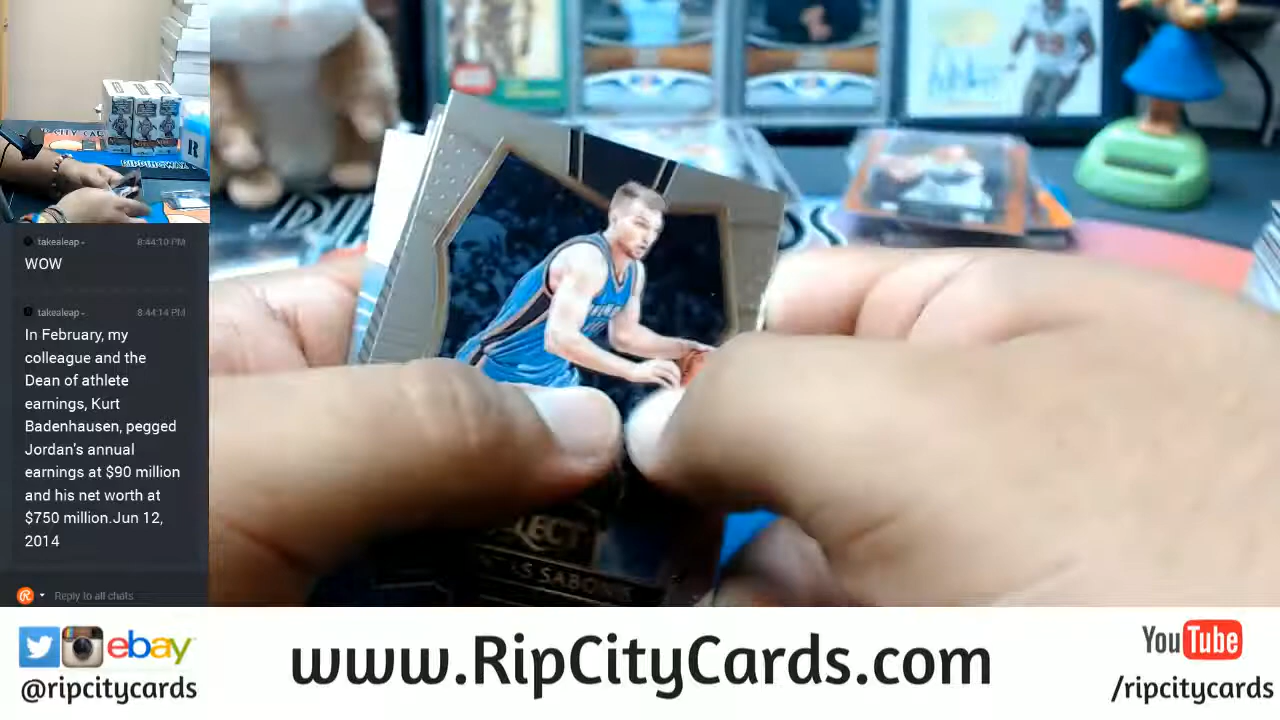 takealeap -
8:44:10 PM
WOW
takealeap -
8:44:14 PM
In February, my
colleague and the
Dean of athlete
earnings, Kurt
Badenhausen, pegged
Jordan's annual
earnings at $90 million
and his net worth at
$750 million.Jun 12,
2014
Reply to all chats
R
ebay
@ripcitycards
www.RipCityCards.com
YouTube
/ripcitycards